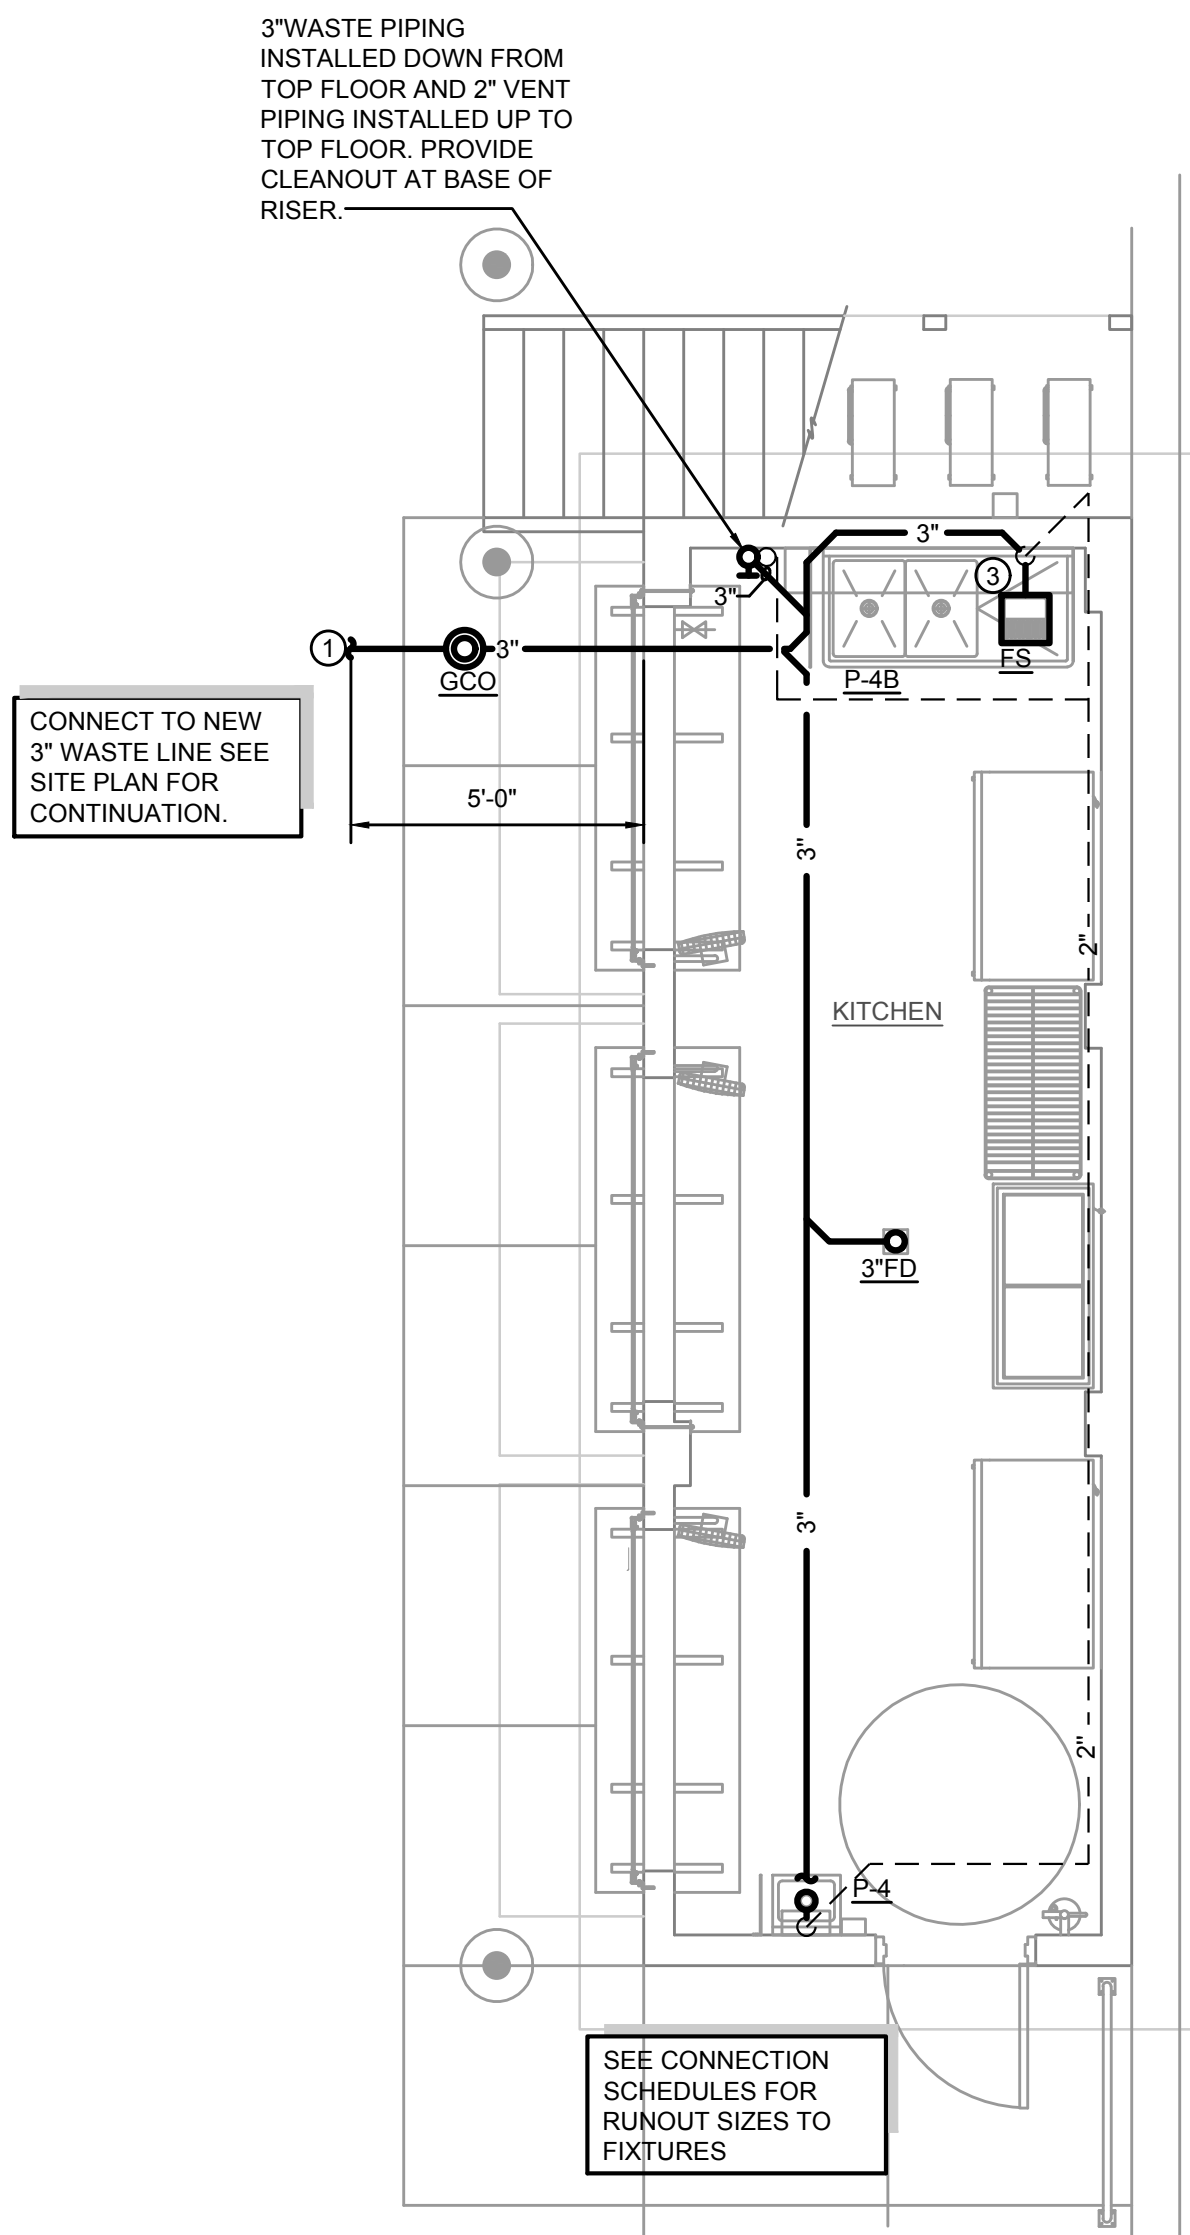 3"WASTE PIPING
INSTALLED DOWN FROM
TOP FLOOR AND 2" VENT
PIPING INSTALLED UP TO
TOP FLOOR. PROVIDE
CLEANOUT AT BASE OF
RISER.
3"
3
3"
1
3"
GCO
FS
P-4B
CONNECT TO NEW
3" WASTE LINE SEE
SITE PLAN FOR
CONTINUATION.
5'-0"
3"
2"
KITCHEN
3"FD
3"
2"
P-4
SEE CONNECTION
SCHEDULES FOR
RUNOUT SIZES TO
FIXTURES